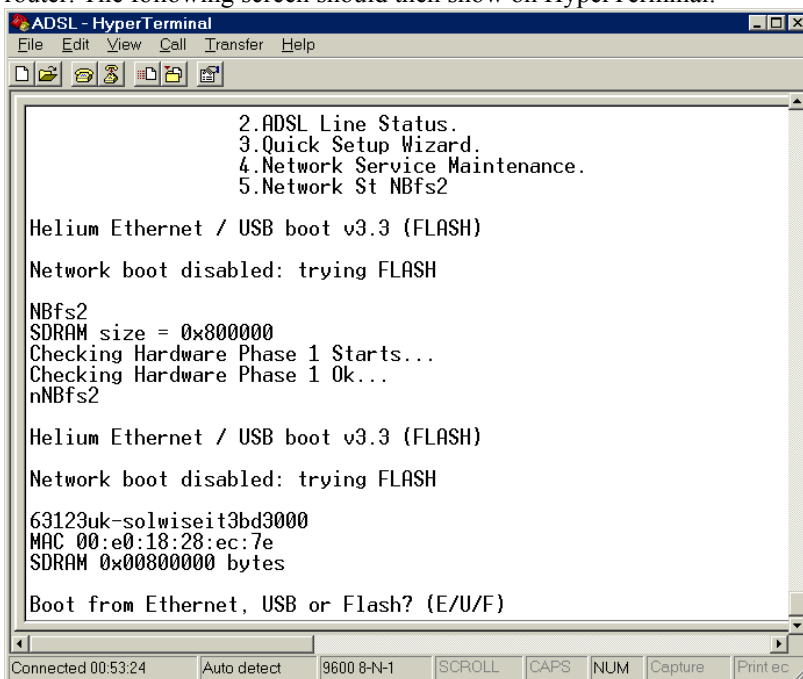 router. The following screen should then show on HyperTerminal.
ADSL - HyperTerminal
File Edit View Call Transfer Help
2.ADSL Line Status.
3.Quick Setup Wizard.
4.Network Service Maintenance.
5.Network St NBfs2
Helium Ethernet / USB boot v3.3 (FLASH)
Network boot disabled: trying FLASH
NBfs2
SDRAM size = 0x800000
Checking Hardware Phase 1 Starts...
Checking Hardware Phase 1 Ok...
nNBfs2
Helium Ethernet / USB boot v3.3 (FLASH)
Network boot disabled: trying FLASH
63123uk-solwiseit3bd3000
MAC 00:e0:18:28:ec:7e
SDRAM 0x00800000 bytes
Boot from Ethernet, USB or Flash? (E/U/F)
Connected 00:53:24 Auto detect 9600 8-N-1 SCROLL CAPS NUM Capture Print ec